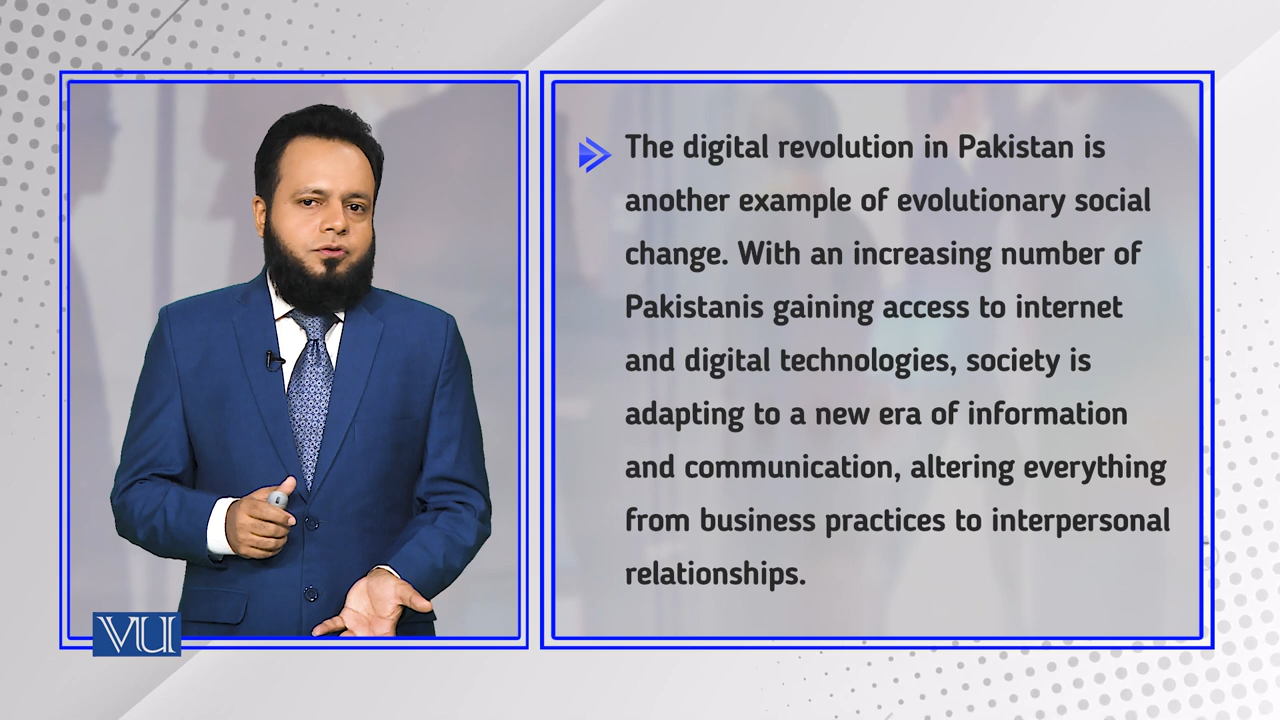 The digital revolution in Pakistan is
another example of evolutionary social
change. With an increasing number of
Pakistanis gaining access to internet
and digital technologies, society is
adapting to a new era of information
and communication, altering everything
from business practices to interpersonal
relationships.
VU